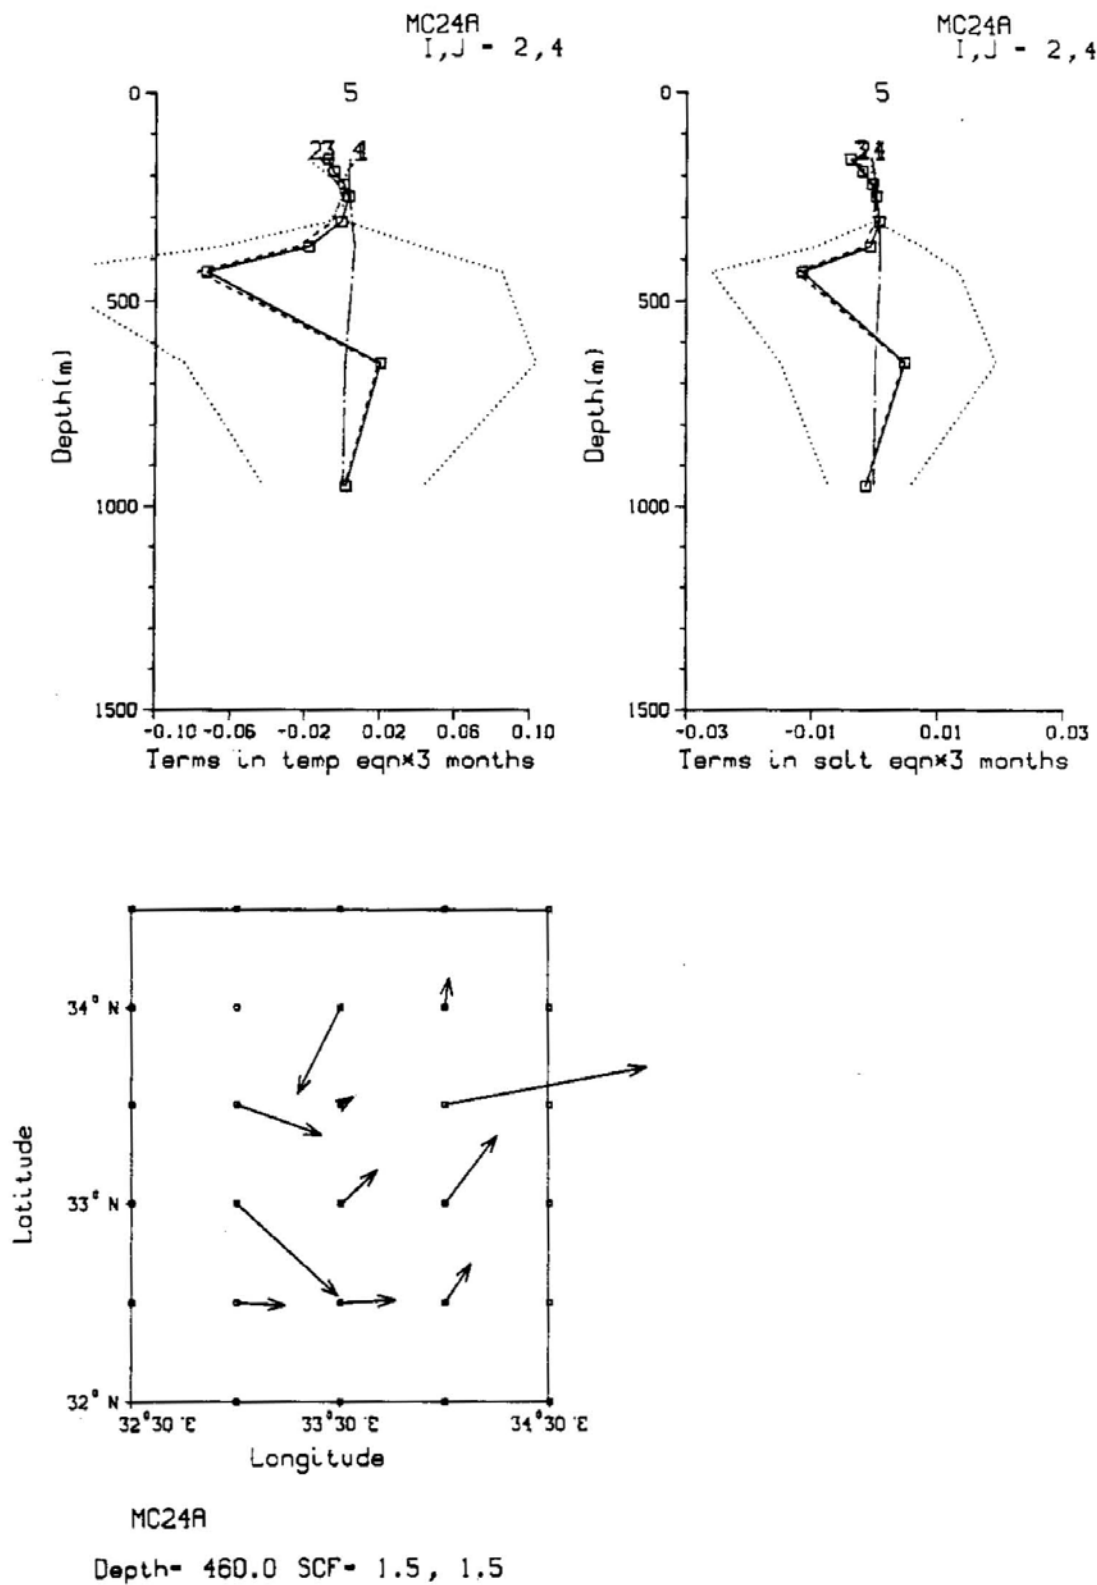 MC24A
I,J - 2,4
0
5
23 41
500
1000
1500
Depth(m)
-0.10 -0.06 -0.02 0.02 0.06 0.10
Terms in temp eqn*3 months
MC24A
I,J - 2,4
0
5
500
1000
1500
Depth(m)
-0.03 -0.01 0.01 0.03
Terms in salt eqn*3 months
34° N
33° N
32° N
Latitude
32°30 'E 33°30 'E 34°30 'E
Longitude
MC24A
Depth= 460.0 SCF= 1.5, 1.5